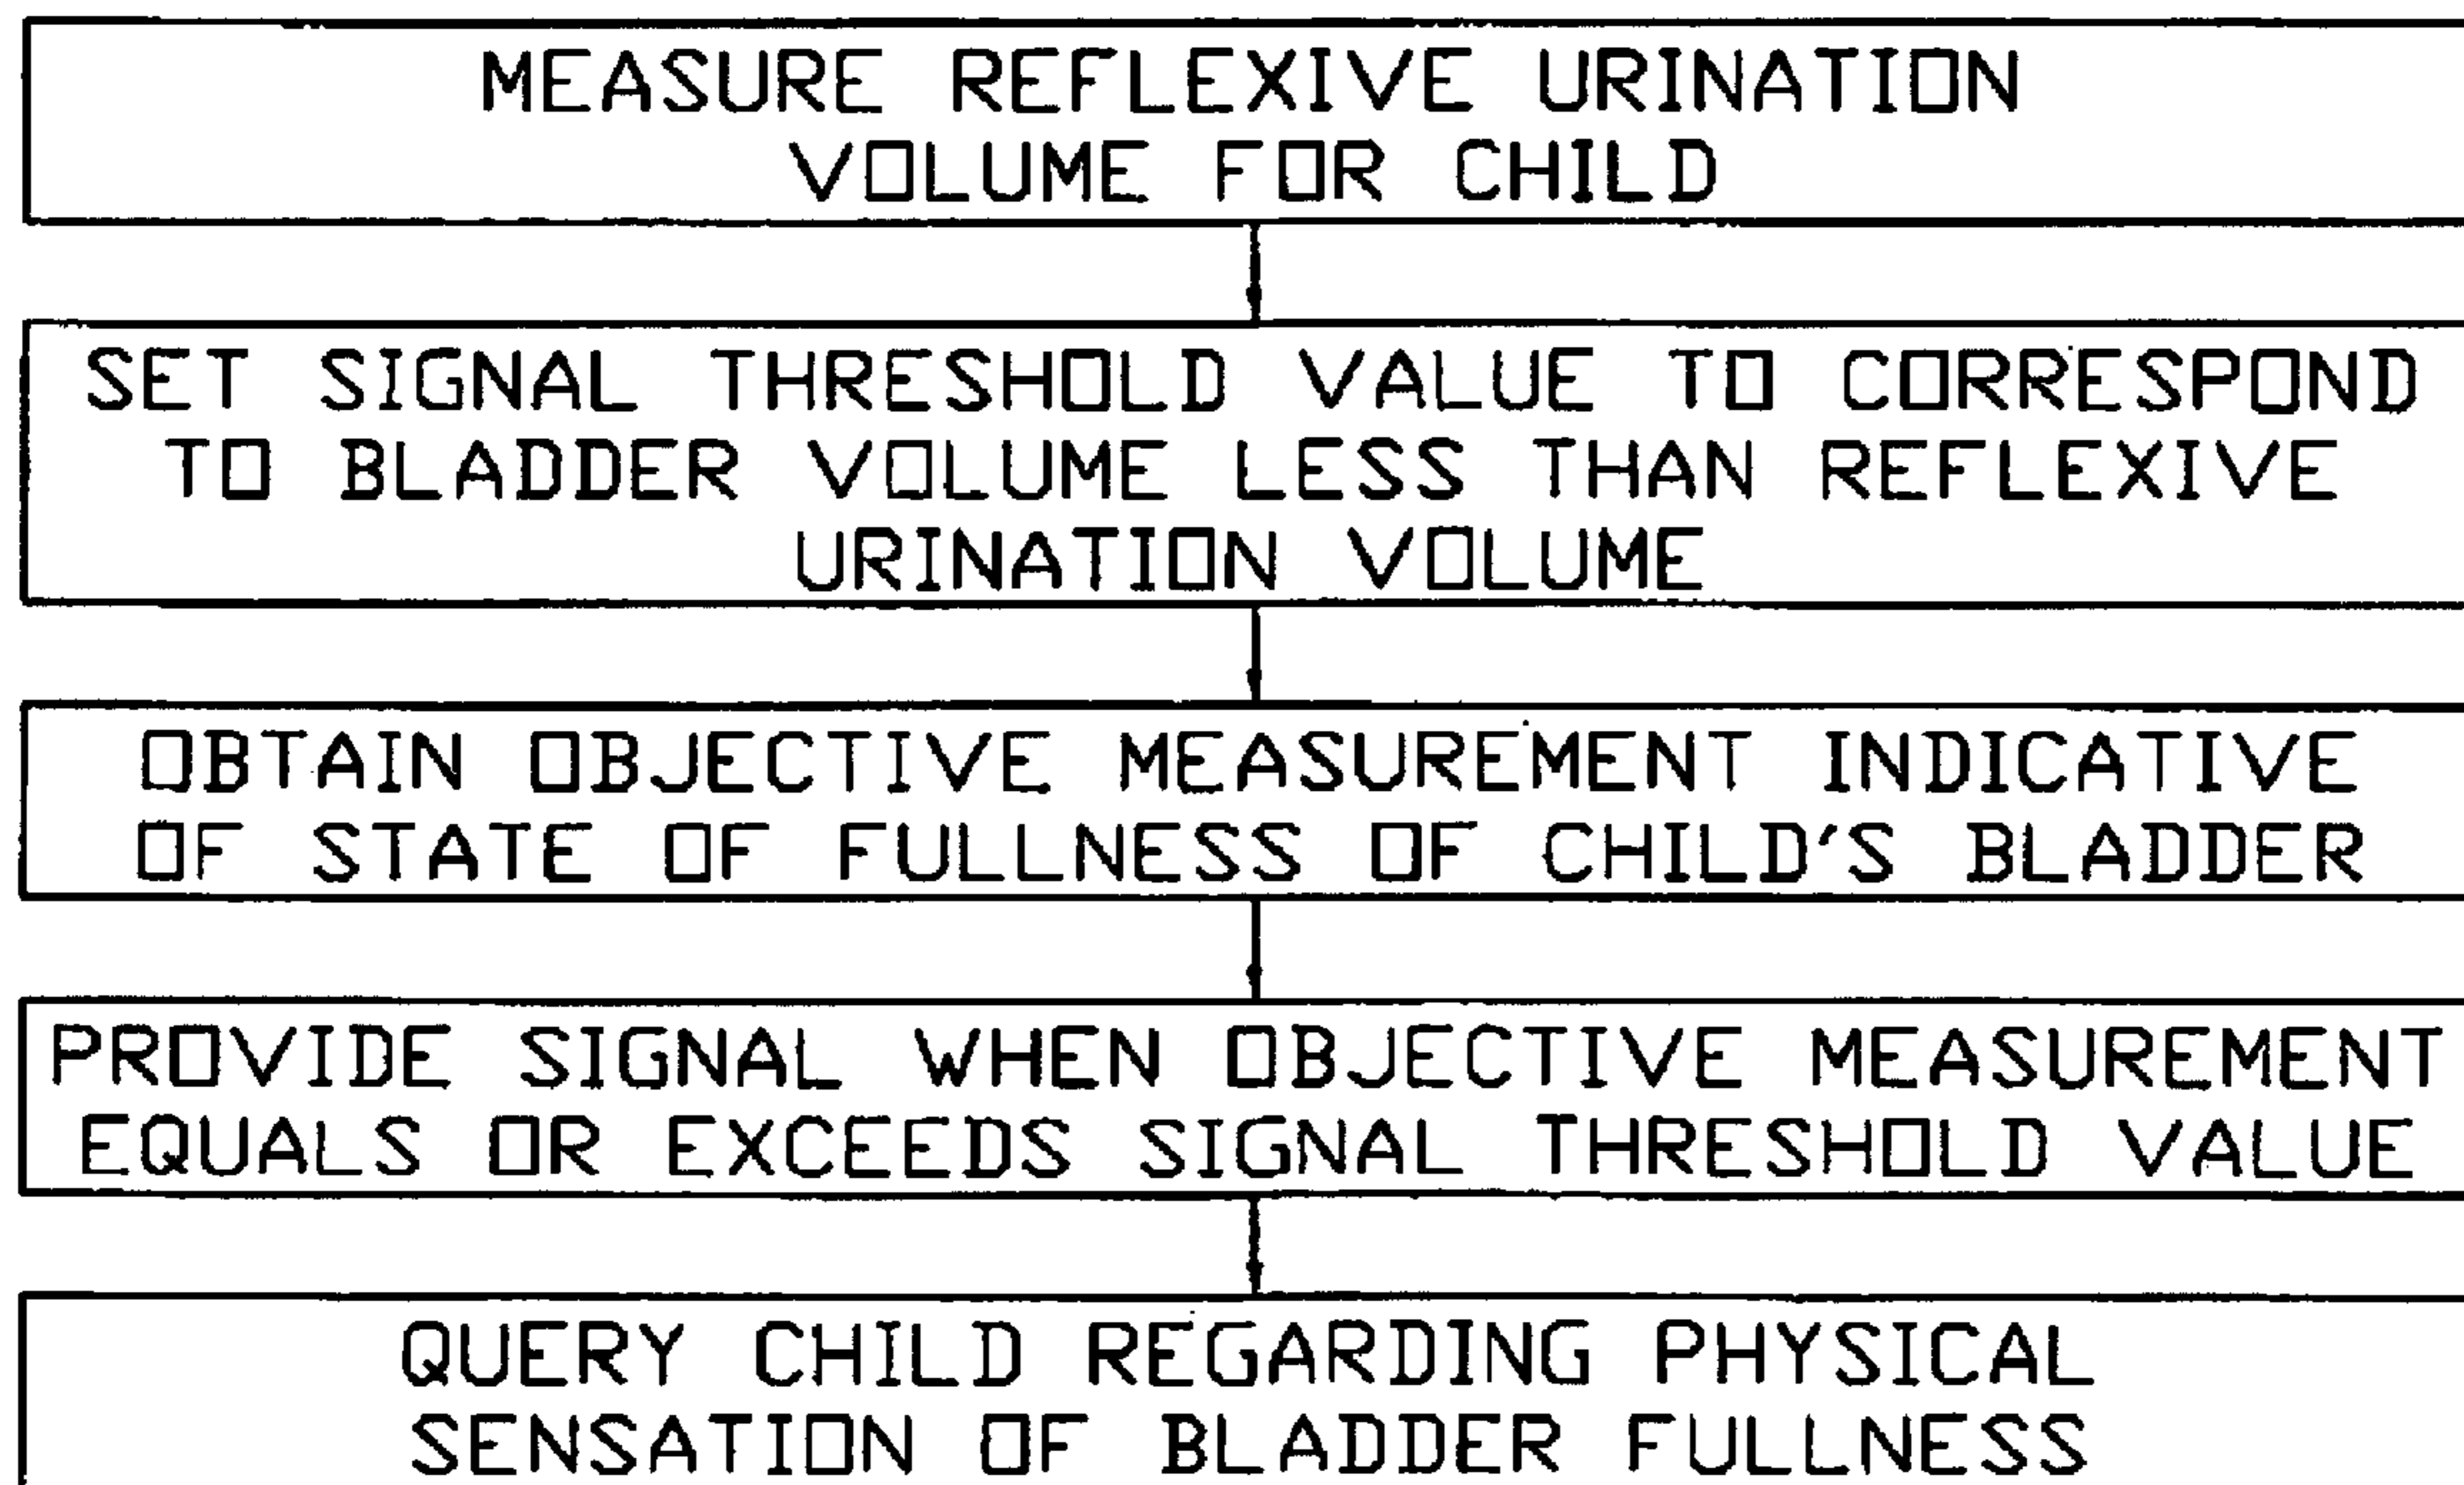 MEASURE REFLEXIVE URINATION
VOLUME FOR CHILD
SET SIGNAL THRESHOLD VALUE TO CORRESPOND
TO BLADDER VOLUME LESS THAN REFLEXIVE
URINATION VOLUME
OBTAIN OBJECTIVE MEASUREMENT INDICATIVE
OF STATE OF FULLNESS OF CHILD'S BLADDER
PROVIDE SIGNAL WHEN OBJECTIVE MEASUREMENT
EQUALS OR EXCEEDS SIGNAL THRESHOLD VALUE
QUERY CHILD REGARDING PHYSICAL
SENSATION OF BLADDER FULLNESS